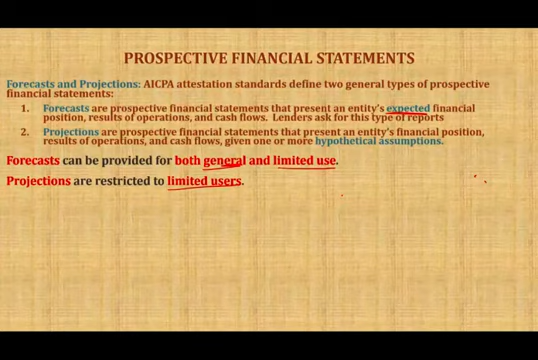 PROSPECTIVE FINANCIAL STATEMENTS
Forecasts and Projections: AICPA attestation standards define two general types of prospective
financial statements:
1. Forecasts are prospective financial statements that present an entity's expected financial
position, results of operations, and cash flows. Lenders ask for this type of reports
2. Projections are prospective financial statements that present an entity's financial position,
results of operations, and cash flows, given one or more hypothetical assumptions.
Forecasts can be provided for both general and limited use.
Projections are restricted to limited users.